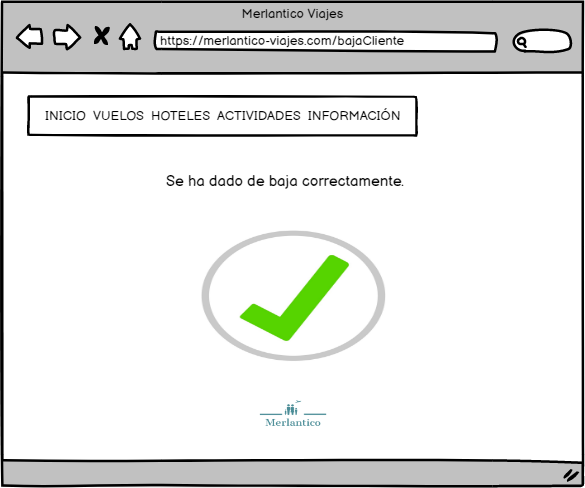 Merlantico Viajes
https://merlantico-viajes.com/bajaCliente
INICIO VUELOS HOTELES ACTIVIDADES INFORMACIÓN
Se ha dado de baja correctamente.
Merlantico